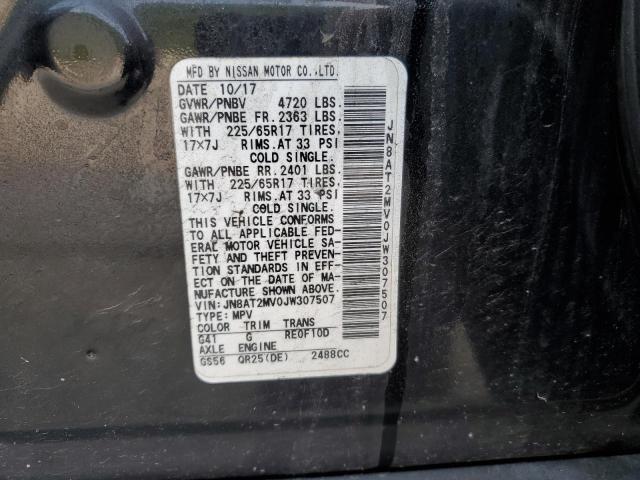 MFD BY NISSAN MOTOR CO.,LTD.
DATE 10/17
GVWR/PNBV 4720 LBS.
GAWR/PNBE FR. 2363 LBS.
WITH 225/65R17 TIRES,
17×7J RIMS.AT 33 PSI
COLD SINGLE.
GAWR/PNBE RR. 2401 LBS.
WITH 225/65R17 TIRES,
17×7J RIMS.AT 33 PSI
COLD SINGLE.
THIS VEHICLE CONFORMS
TO ALL APPLICABLE FED-
ERAL MOTOR VEHICLE SA-
FETY AND THEFT PREVEN-
TION STANDARDS IN EFF-
ECT ON THE DATE OF MA-
NUFACTURE SHOWN ABOVE.
VIN:JN8AT2MV0JW307507
TYPE: MPV
COLOR TRIM TRANS
G41 G RE0F10D
AXLE ENGINE
GS56 QR25(DE) 2488CC
JN8AT2MV0JW307507